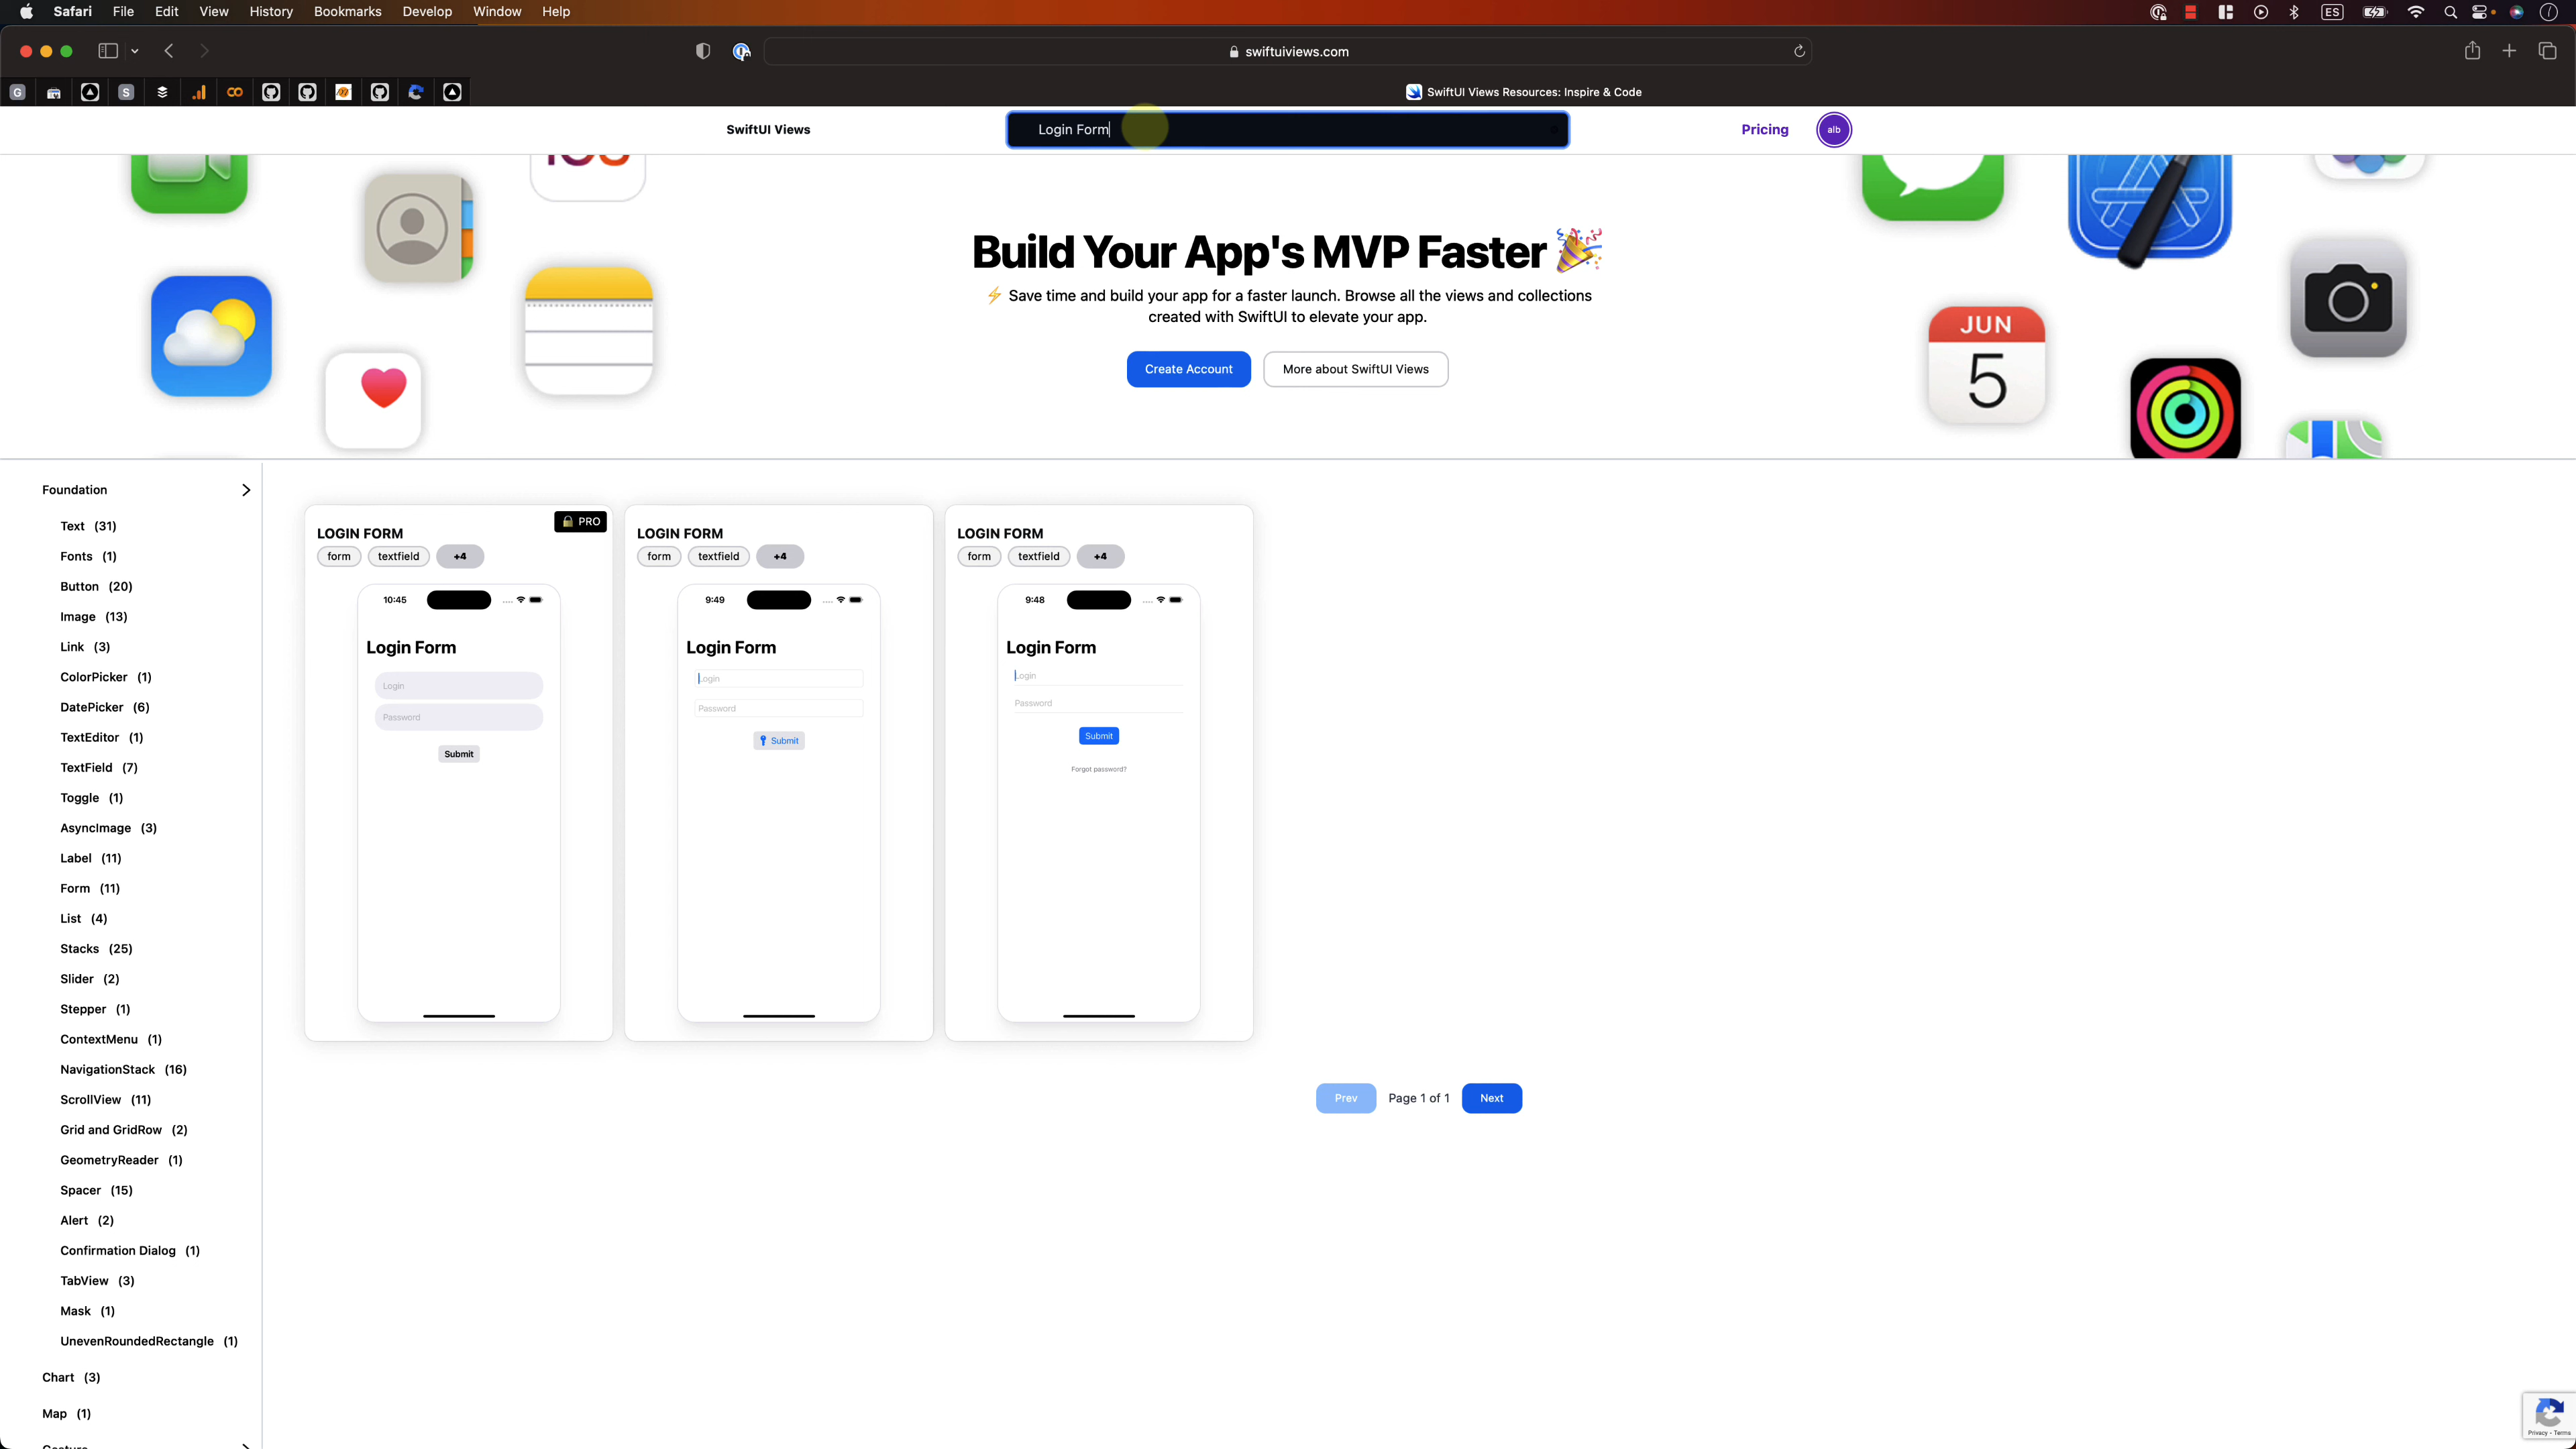 Safari File Edit View History Bookmarks Develop Window Help
ES
swiftuiviews.com
G
S
SwiftUI Views Resources: Inspire & Code
SwiftUI Views
Login Form
Pricing
alb
Build Your App's MVP Faster
Save time and build your app for a faster launch. Browse all the views and collections
created with SwiftUI to elevate your app.
Create Account
More about SwiftUI Views
JUN
5
Foundation
Text (31)
Fonts (1)
Button (20)
Image (13)
Link (3)
ColorPicker (1)
DatePicker (6)
TextEditor (1)
TextField (7)
Toggle (1)
AsyncImage (3)
Label (11)
Form (11)
List (4)
Stacks (25)
Slider (2)
Stepper (1)
ContextMenu (1)
NavigationStack (16)
ScrollView (11)
Grid and GridRow (2)
GeometryReader (1)
Spacer (15)
Alert (2)
Confirmation Dialog (1)
TabView (3)
Mask (1)
UnevenRoundedRectangle (1)
Chart (3)
Map (1)
PRO
LOGIN FORM
form textfield +4
10:45
Login Form
Login
Password
Submit
LOGIN FORM
form textfield +4
9:49
Login Form
Login
Password
Submit
LOGIN FORM
form textfield +4
9:48
Login Form
Login
Password
Submit
Forgot password?
Prev
Page 1 of 1
Next
Privacy - Terms